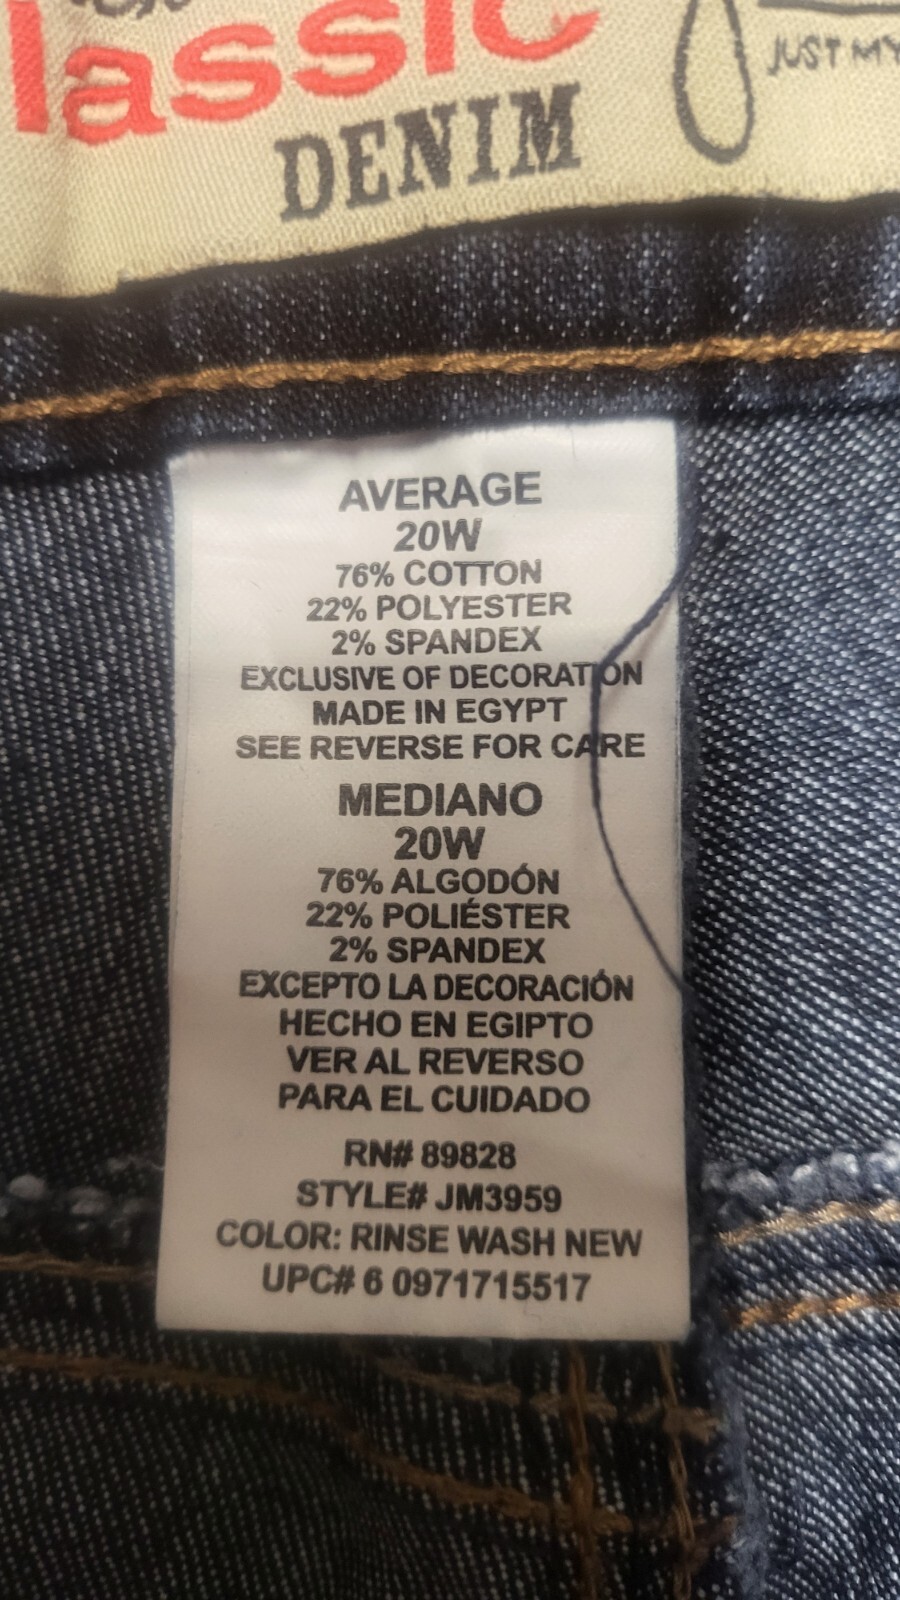 DENIM
JUST MY
AVERAGE
20W
76% COTTON
22% POLYESTER
2% SPANDEX
EXCLUSIVE OF DECORATION
MADE IN EGYPT
SEE REVERSE FOR CARE
MEDIANO
20W
76% ALGODÓN
22% POLIÉSTER
2% SPANDEX
EXCEPTO LA DECORACIÓN
HECHO EN EGIPTO
VER AL REVERSO
PARA EL CUIDADO
RN# 89828
STYLE# JM3959
COLOR: RINSE WASH NEW
UPC# 6 0971715517